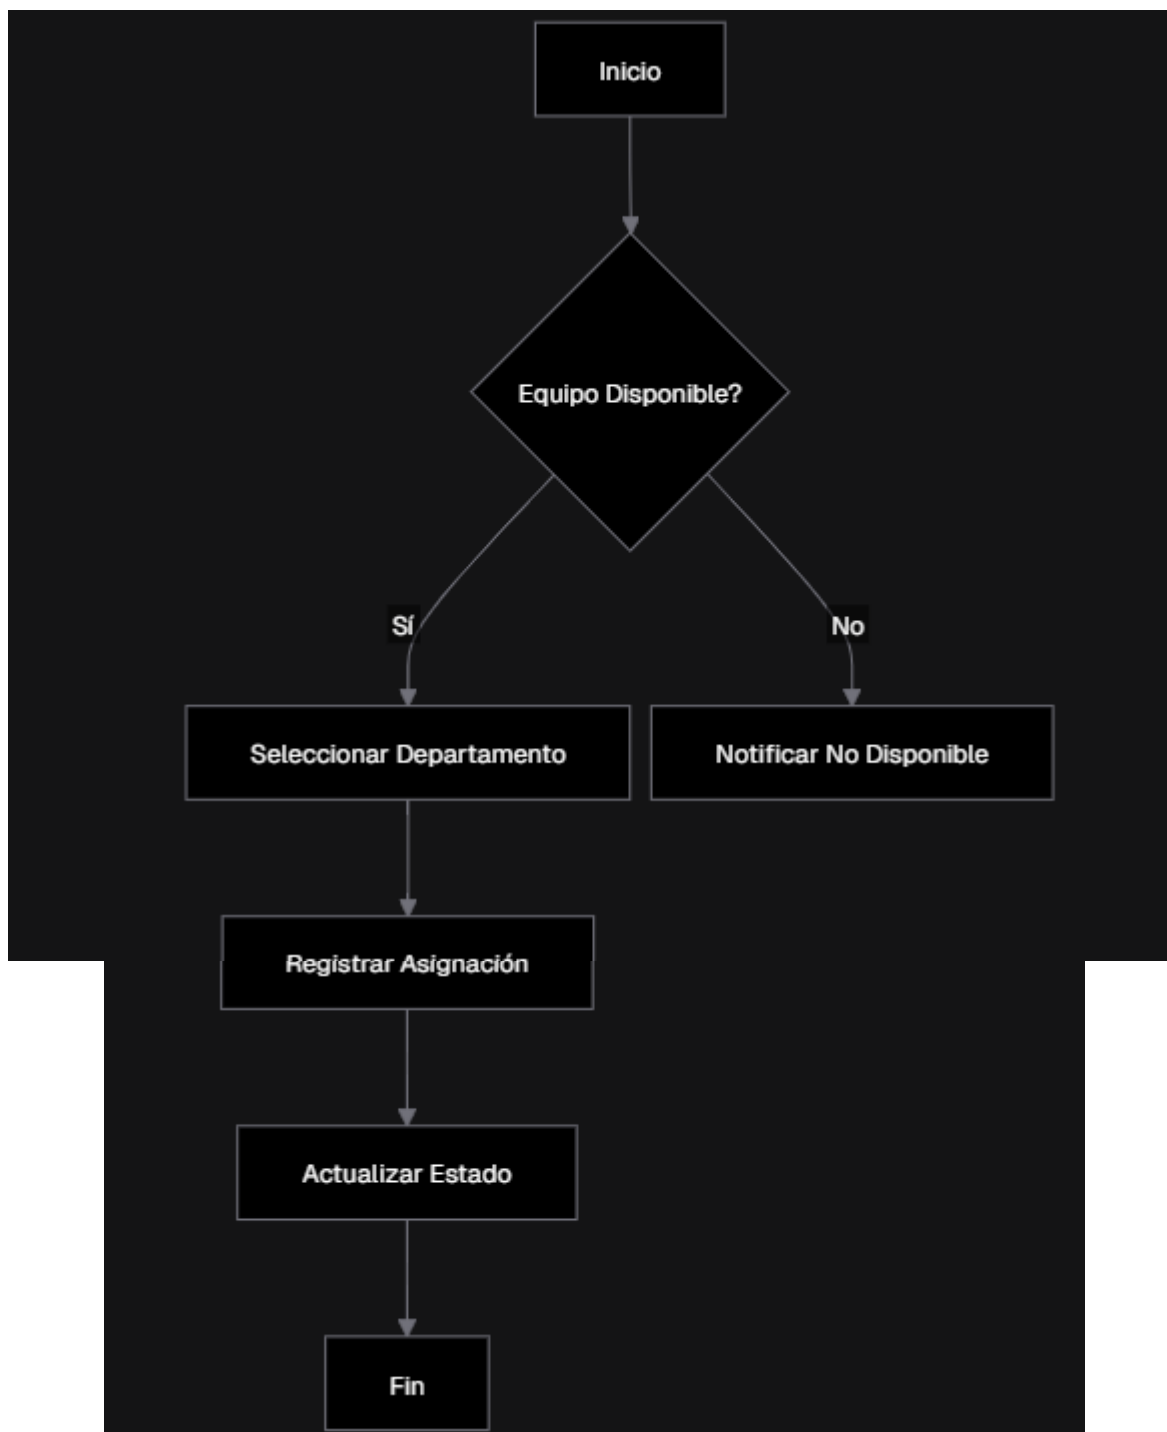 Inicio
Equipo Disponible?
Sí
No
Seleccionar Departamento
Notificar No Disponible
Registrar Asignación
Actualizar Estado
Fin